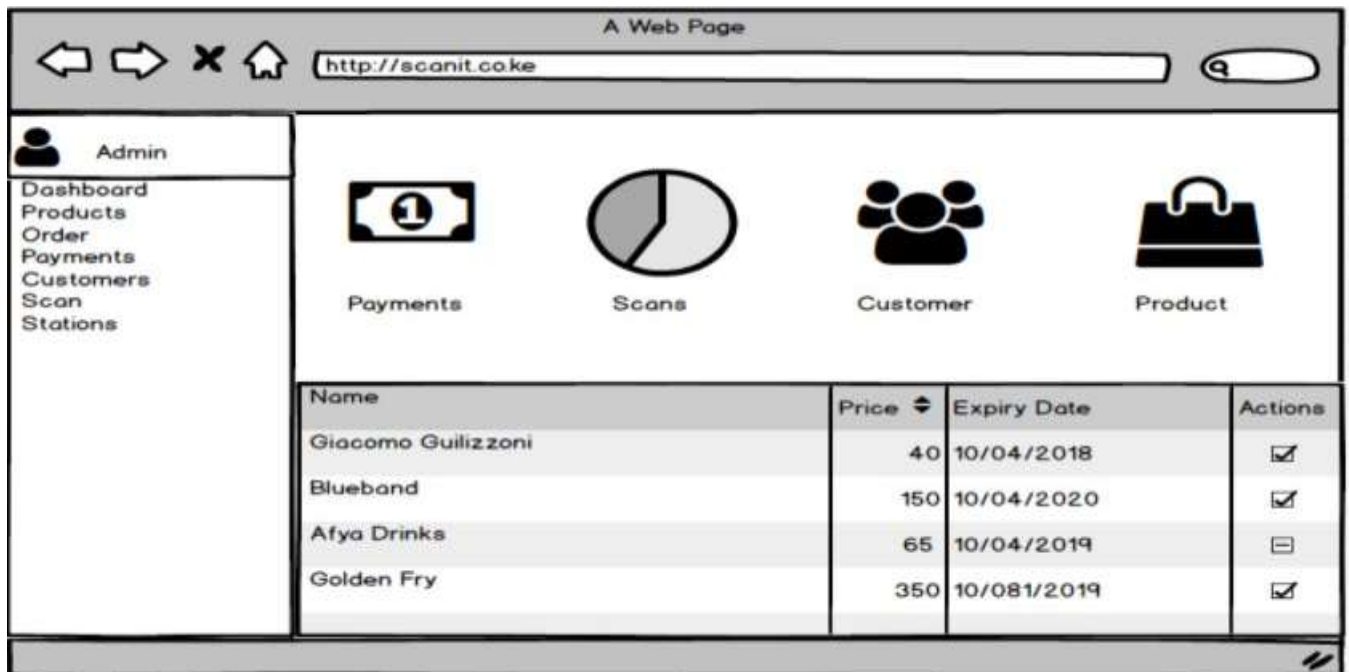 A Web Page
http://scanit.co.ke
Admin
Dashboard
Products
Order
Payments
Customers
Scan
Stations
1
Payments Scans Customer Product
Name Price Expiry Date Actions
Giacomo Guilizzoni 40 10/04/2018
Blueband 150 10/04/2020
Afya Drinks 65 10/04/2019
Golden Fry 350 10/081/2019